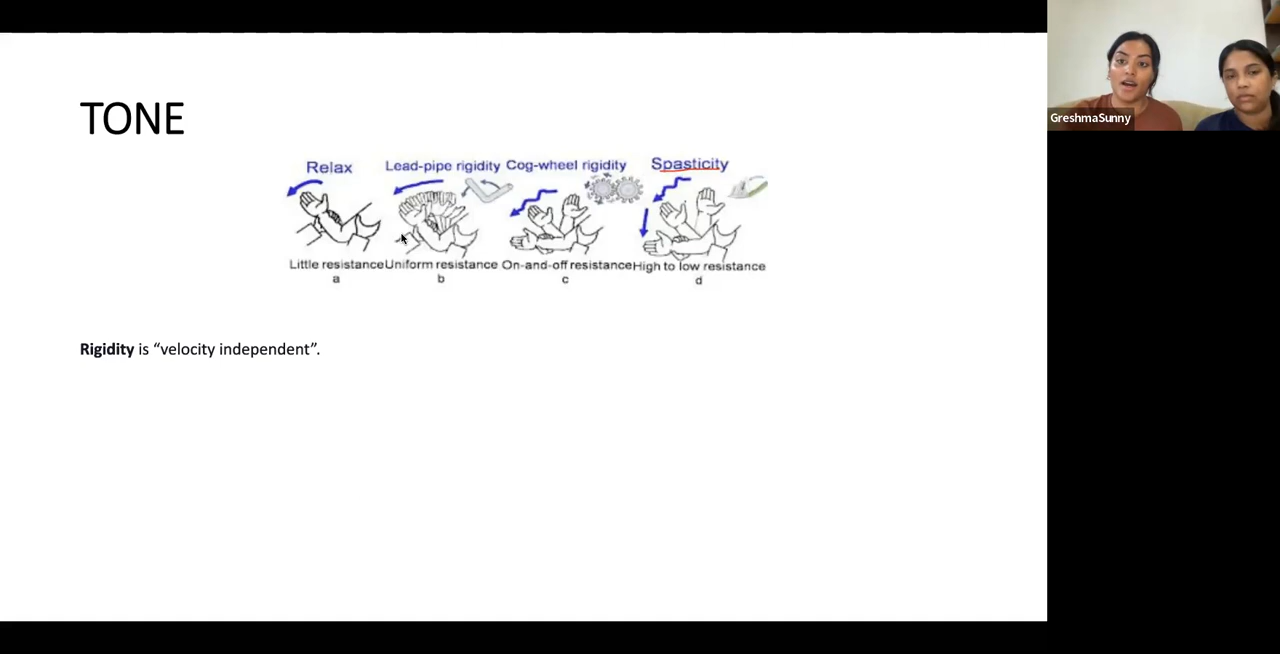 TONE
Relax
Lead-pipe rigidity
Cog-wheel rigidity
Spasticity
Little resistance
Uniform resistance
On-and-off resistance
High to low resistance
a
b
c
d
Rigidity is “velocity independent”.
GreshmaSunny